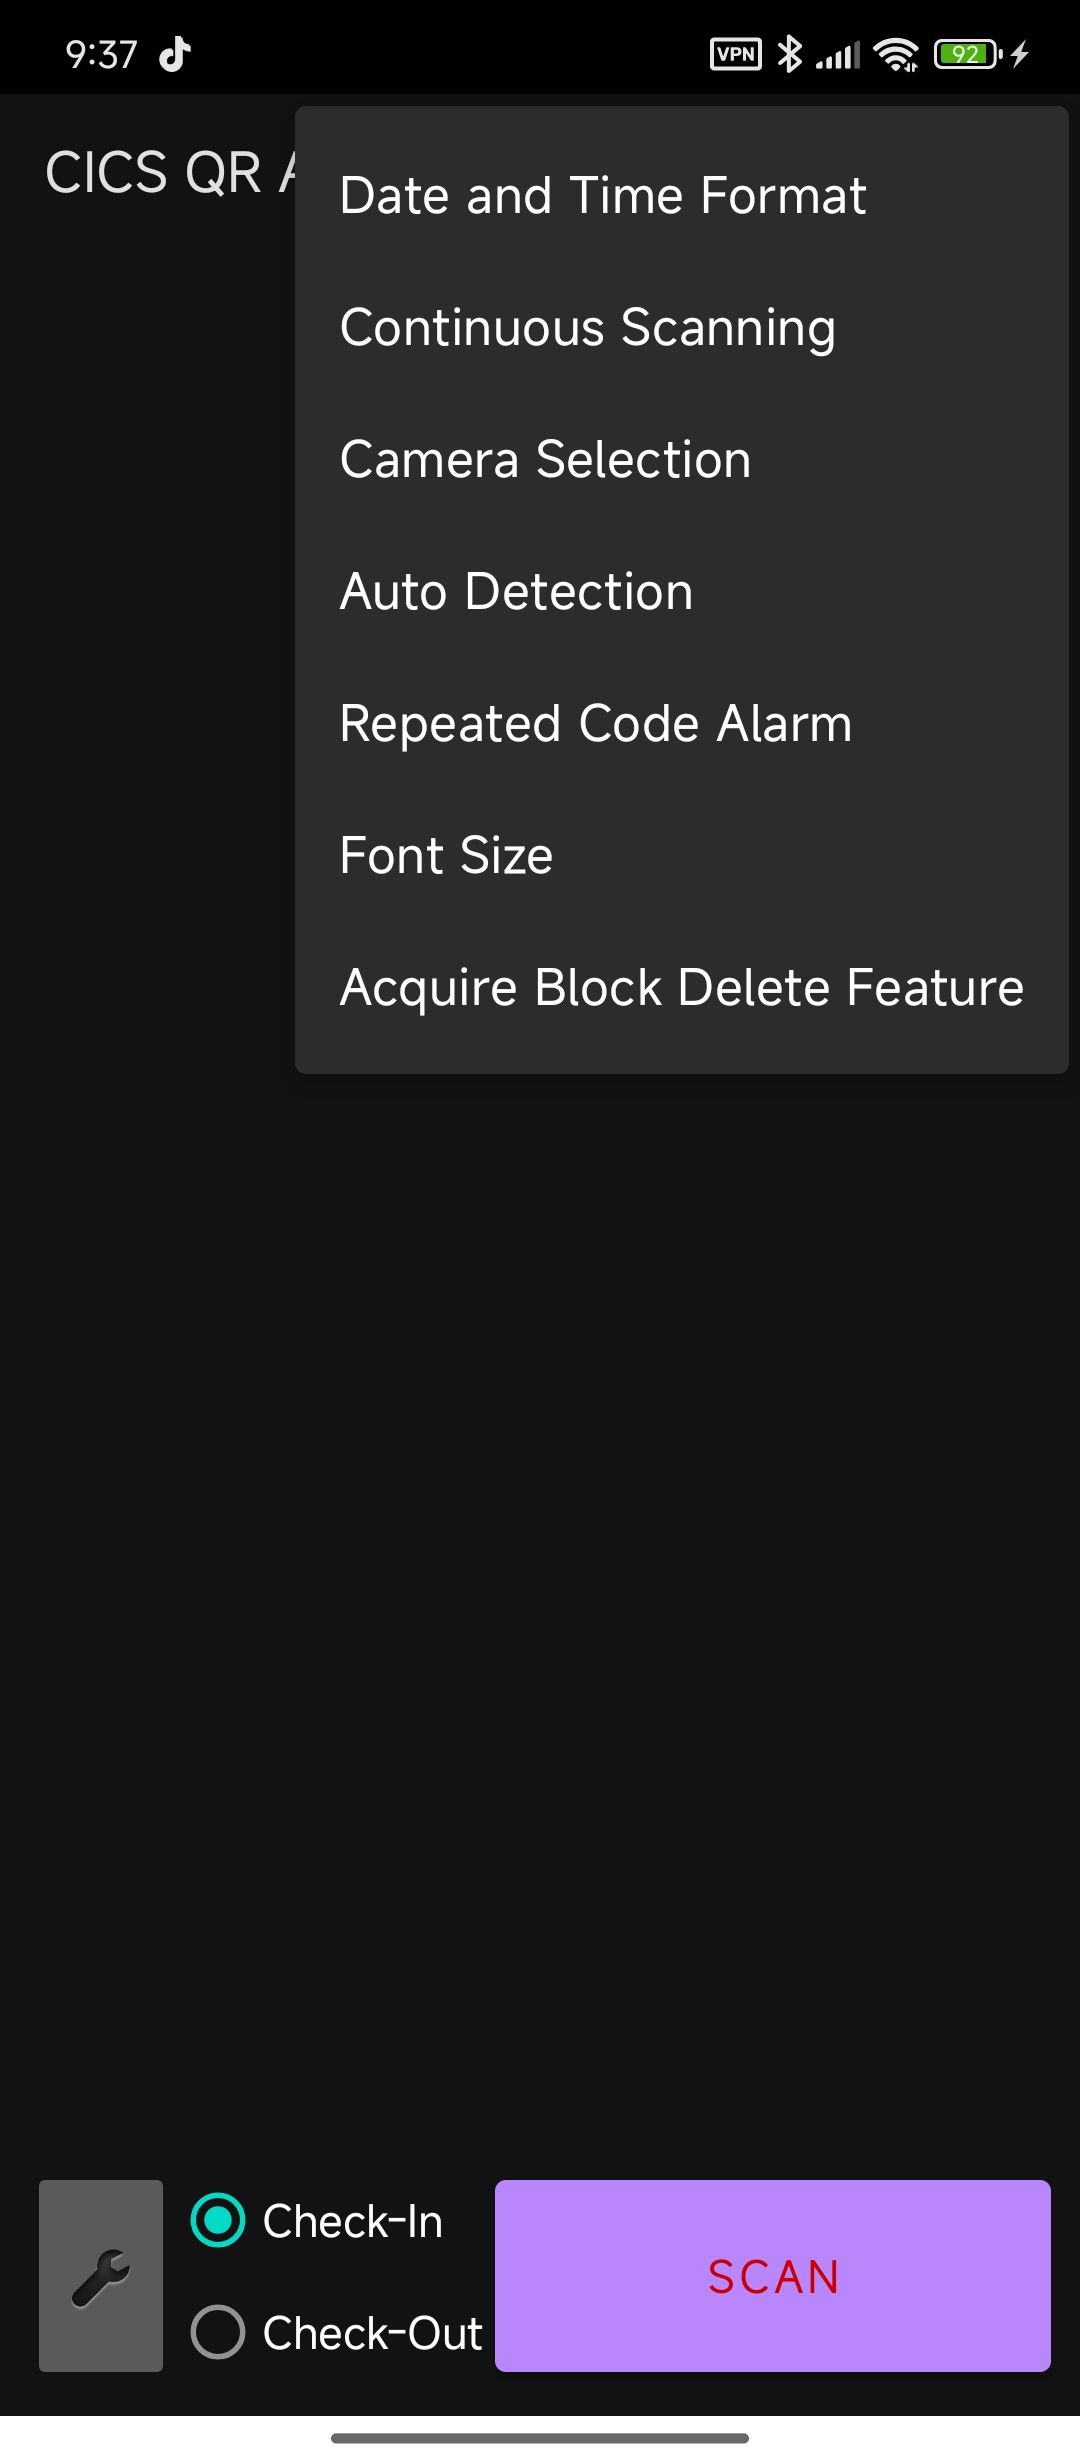 9:37
VPN
92
CICS QR
Date and Time Format
Continuous Scanning
Camera Selection
Auto Detection
Repeated Code Alarm
Font Size
Acquire Block Delete Feature
Check-In
Check-Out
SCAN